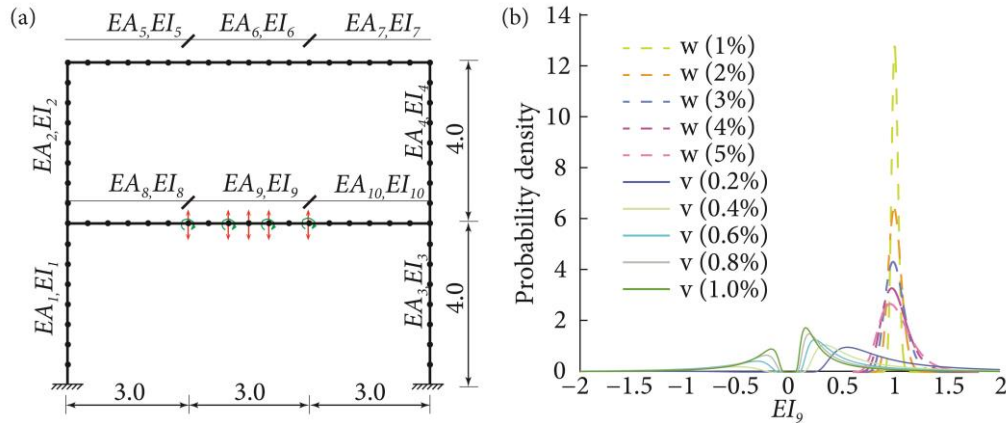 (a)
EA5,EI5 EA6,EI6 EA7,EI7
EA2,EI2
EA4,EI4
4.0
EA8,EI8 EA9,EI9 EA10,EI10
EA1,EI1
EA3,EI3
4.0
3.0 3.0 3.0
(b)
Probability density
14
12
10
8
6
4
2
0
w (1%)
w (2%)
w (3%)
w (4%)
w (5%)
v (0.2%)
v (0.4%)
v (0.6%)
v (0.8%)
v (1.0%)
−2 −1.5 −1 −0.5 0 0.5 1 1.5 2
EI9